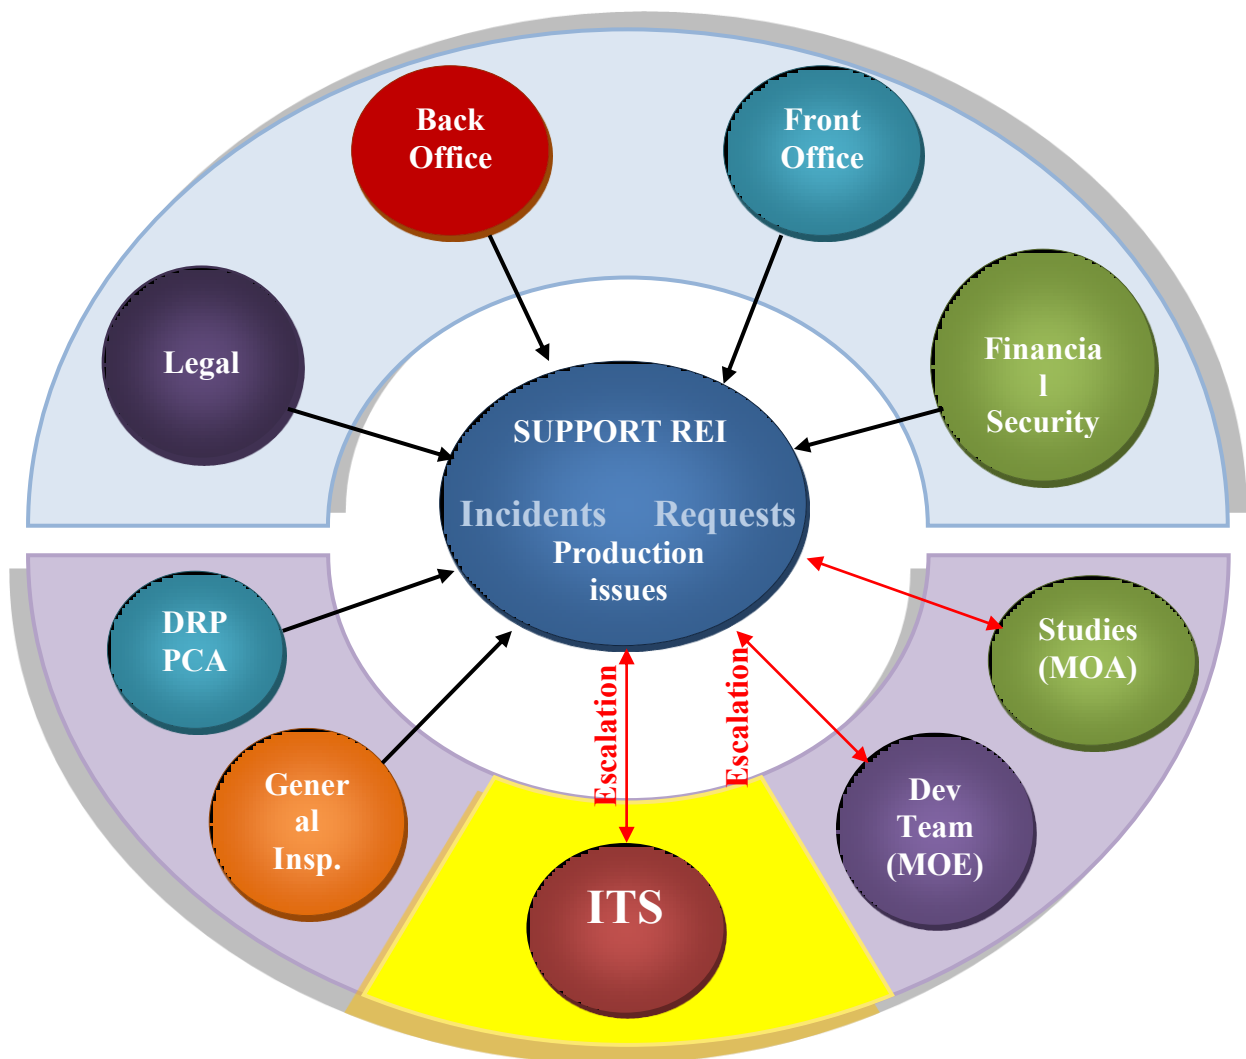 Back
Office
Front
Office
Legal
Financia
l
Security
SUPPORT REI
Incidents Requests
Production
issues
DRP
PCA
Studies
(MOA)
Gener
al
Insp.
Escalation
Escalation
Dev
Team
(MOE)
ITS